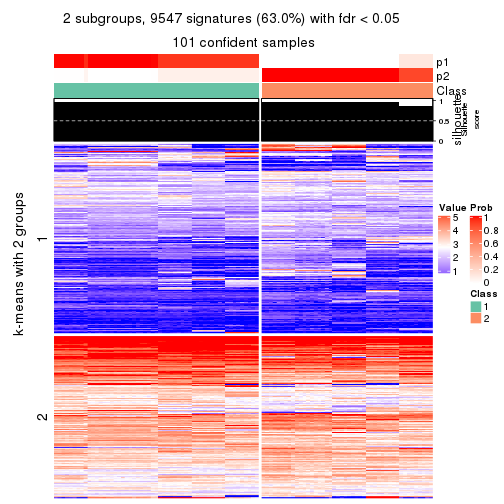 2 subgroups, 9547 signatures (63.0%) with fdr < 0.05
101 confident samples
p1
p2
Class
silhouette
1
0.5
0
Silhouette
score
k-means with 2 groups
1
2
Value
5
4
3
2
1
Prob
1
0.8
0.6
0.4
0.2
0
Class
1
2